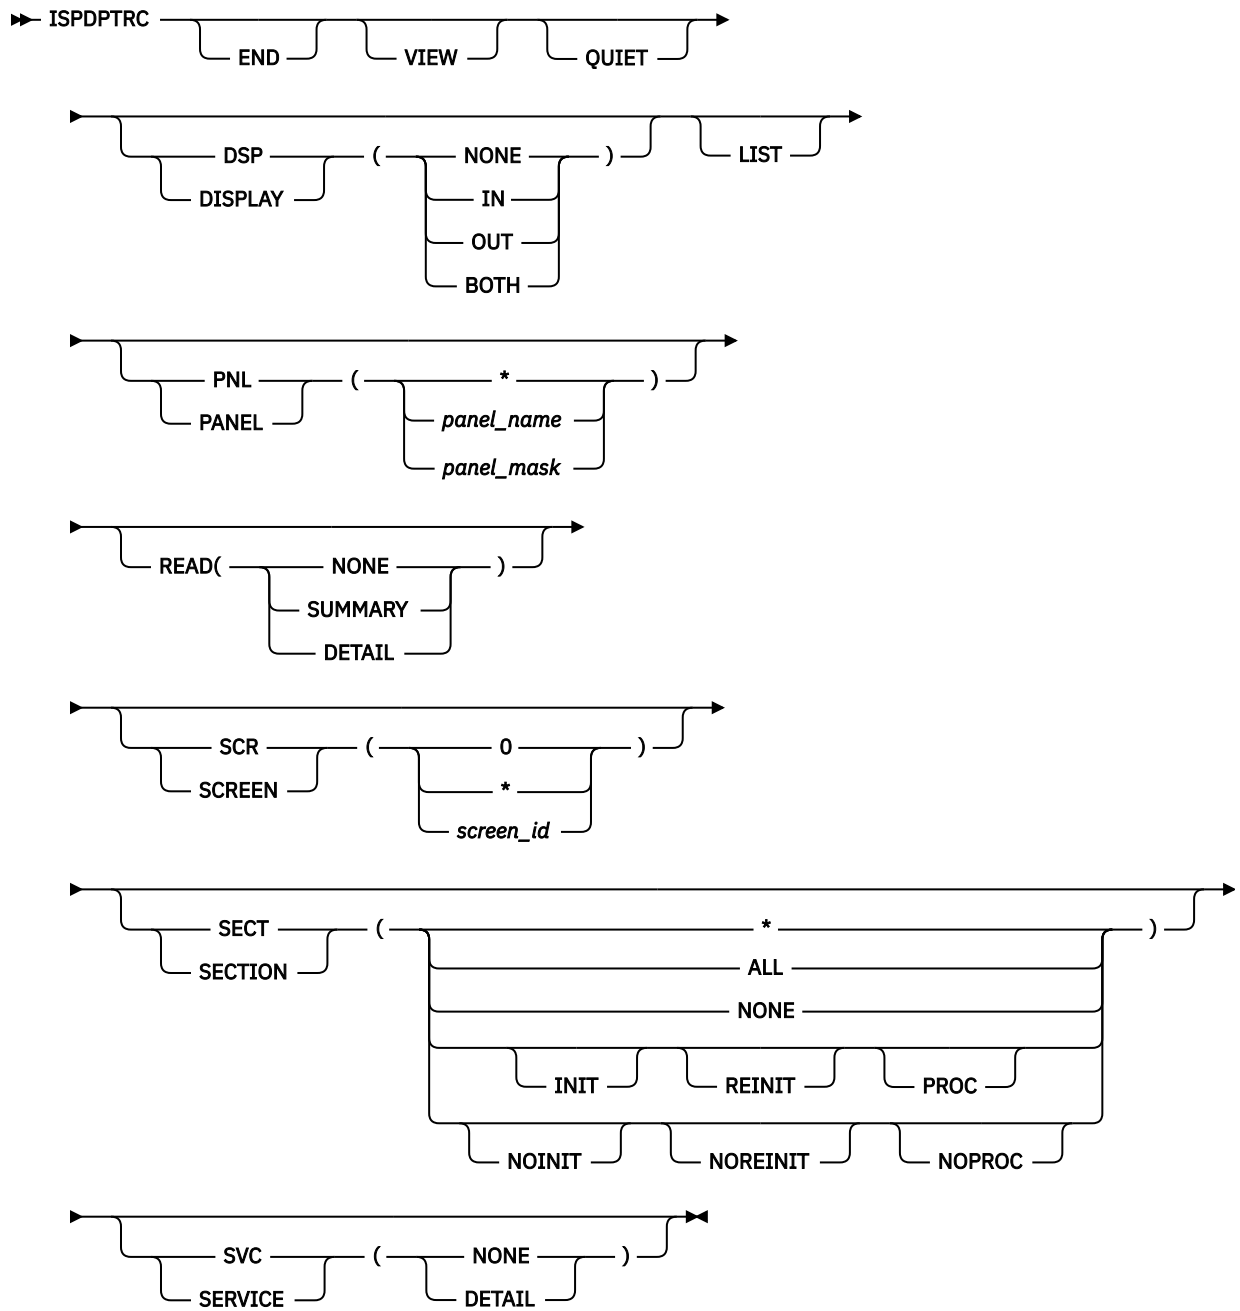 ISPDPTRC
END VIEW QUIET
DSP ( NONE ) LIST
DISPLAY IN
OUT
BOTH
PNL ( * )
PANEL panel_name
panel_mask
READ( NONE )
SUMMARY
DETAIL
SCR ( 0 )
SCREEN *
screen_id
SECT ( * )
SECTION ALL
NONE
INIT REINIT PROC
NOINIT NOREINIT NOPROC
SVC ( NONE )
SERVICE DETAIL